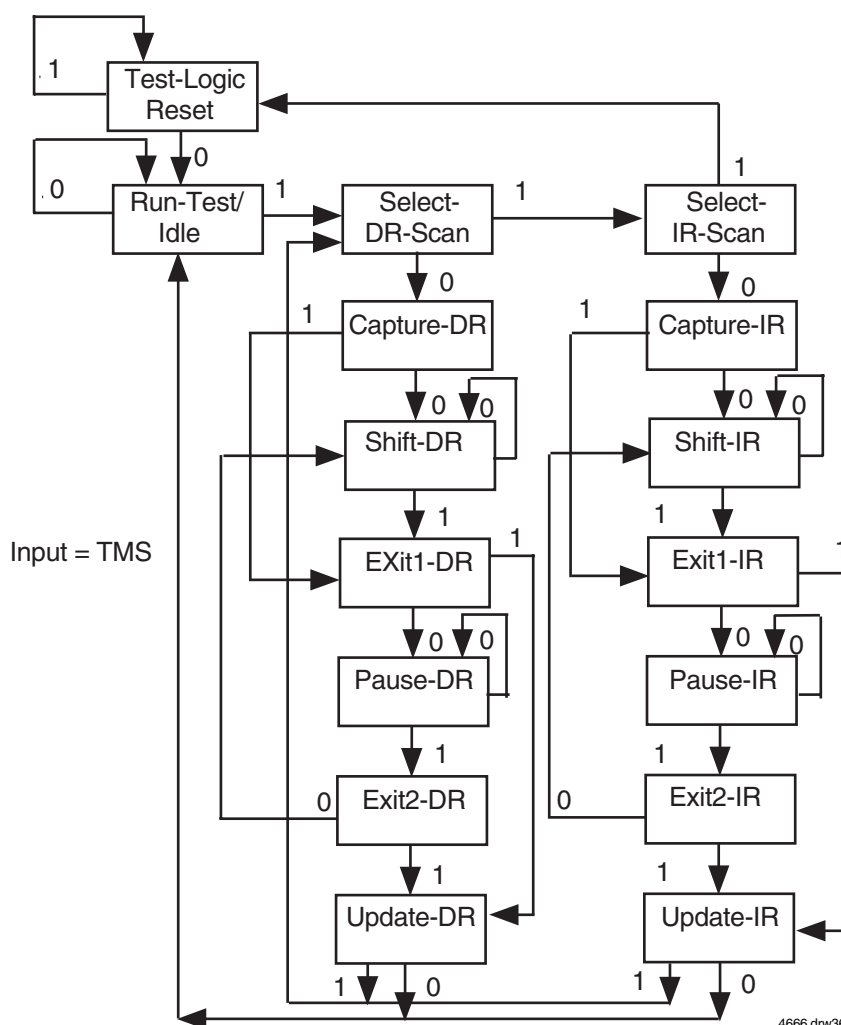 1
Test-Logic
Reset
0
0
1
1
1
Run-Test/
Idle
Select-
DR-Scan
Select-
IR-Scan
0
0
1
Capture-DR
1
Capture-IR
0
0
0
0
Shift-DR
Shift-IR
1
1
Input = TMS
EXit1-DR
1
Exit1-IR
1
0
0
0
0
Pause-DR
Pause-IR
1
1
0
Exit2-DR
0
Exit2-IR
1
1
Update-DR
Update-IR
1
0
1
0
4666 drw36